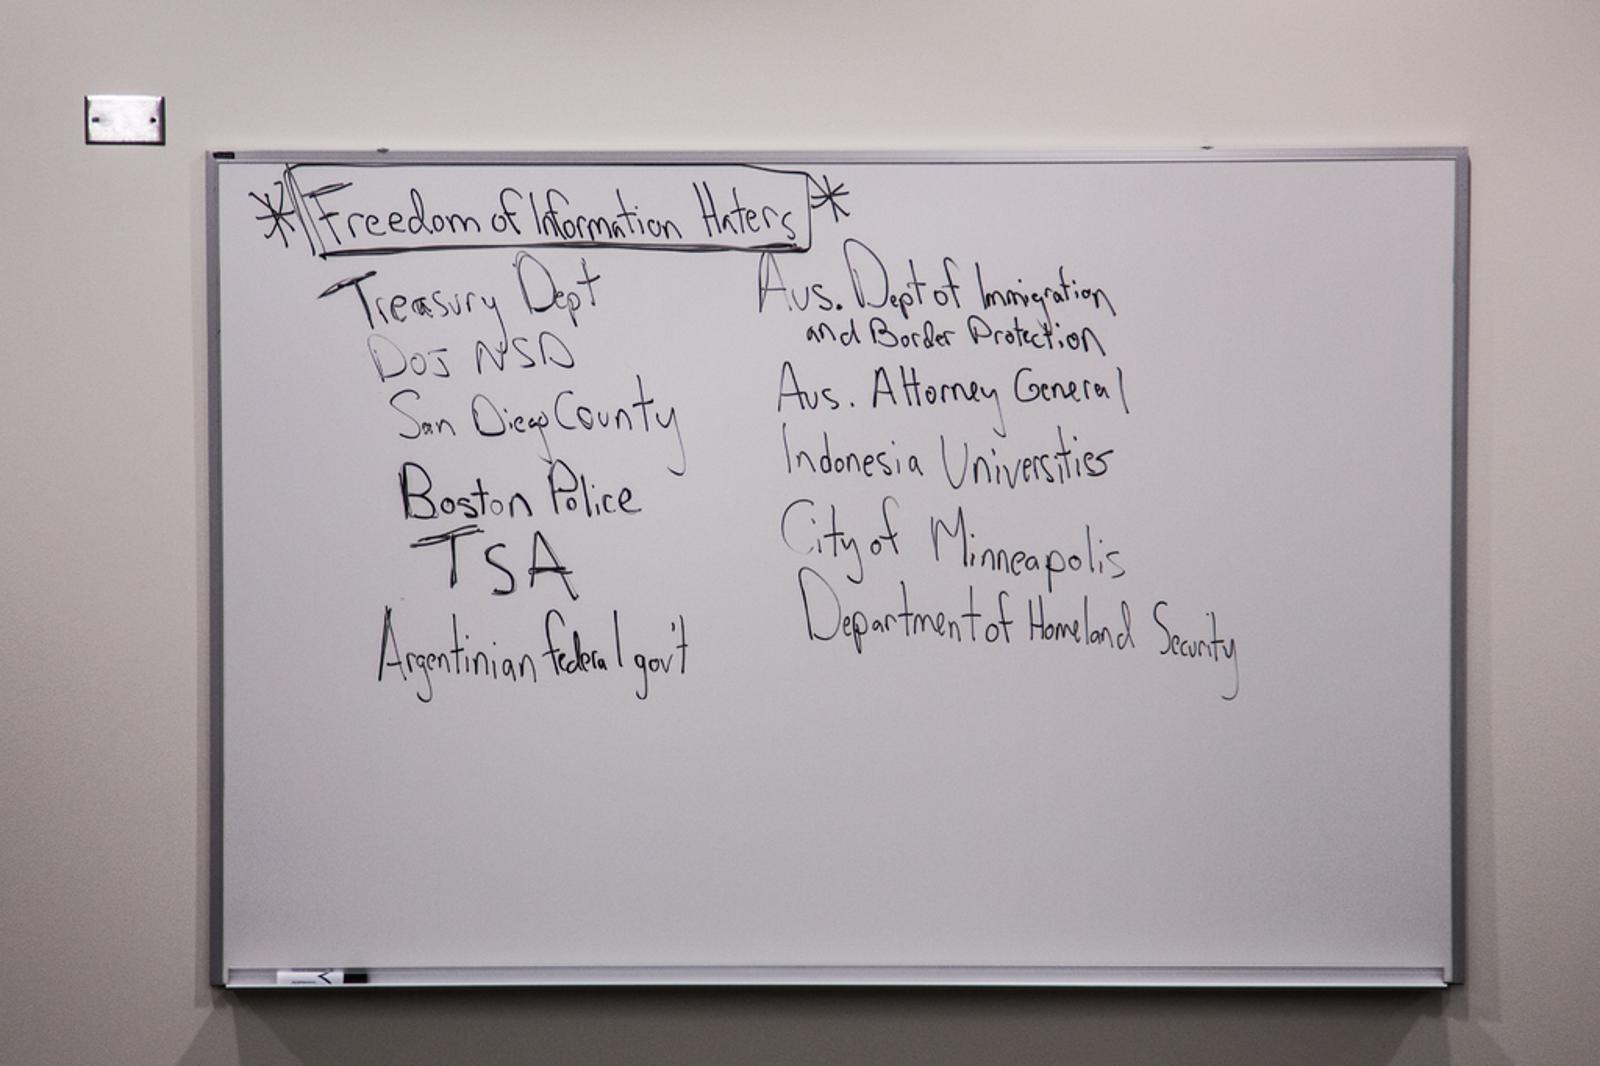 * Freedom of Information Haters *
Treasury Dept
DOJ NSD
San Diego County
Boston Police
TSA
Argentinian federal gov't
Aus. Dept of Immigration
and Border Protection
Aus. Attorney General
Indonesia Universities
City of Minneapolis
Department of Homeland Security